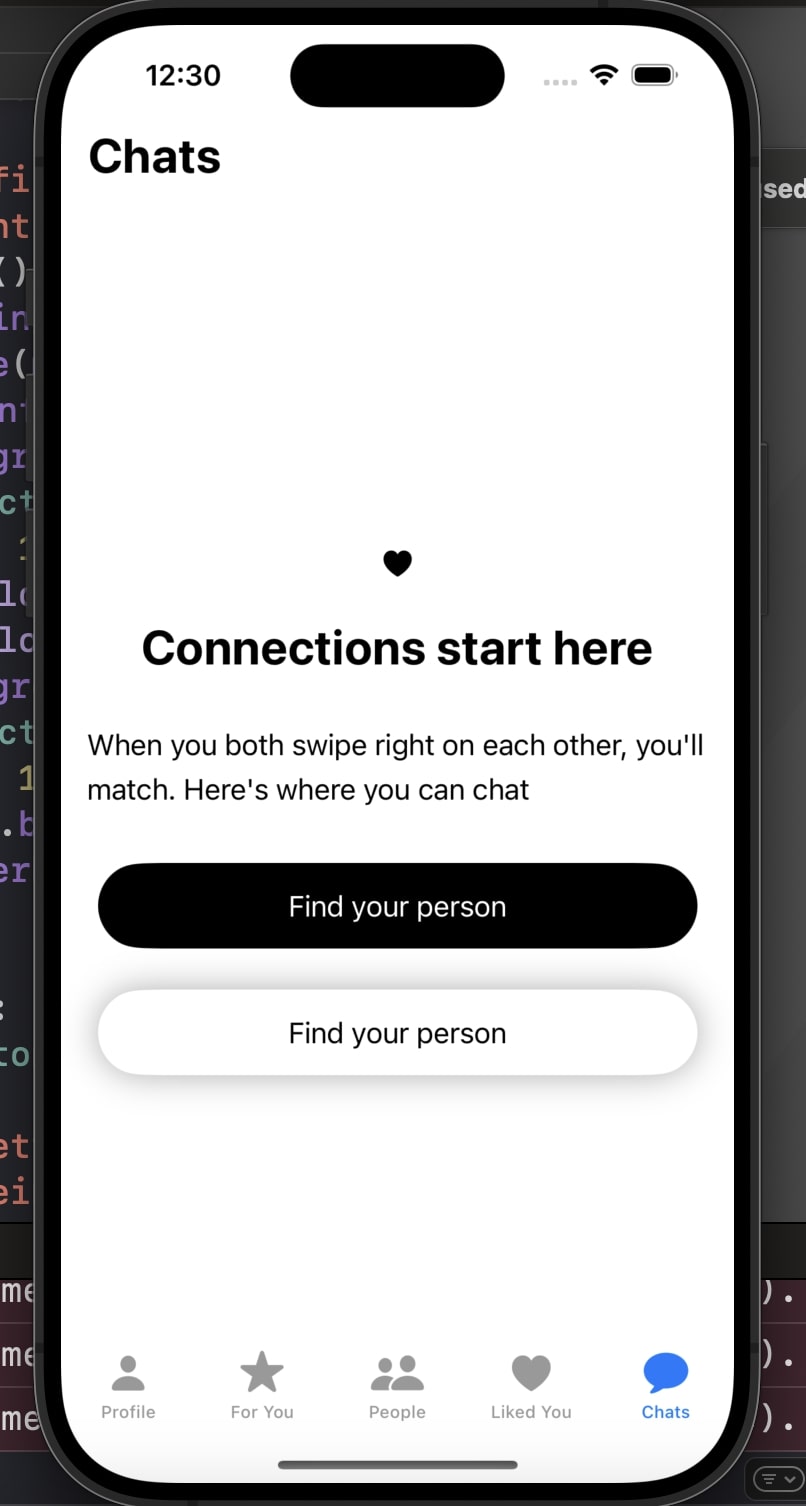 12:30
Chats
Connections start here
When you both swipe right on each other, you'll
match. Here's where you can chat
Find your person
Find your person
Profile
For You
People
Liked You
Chats